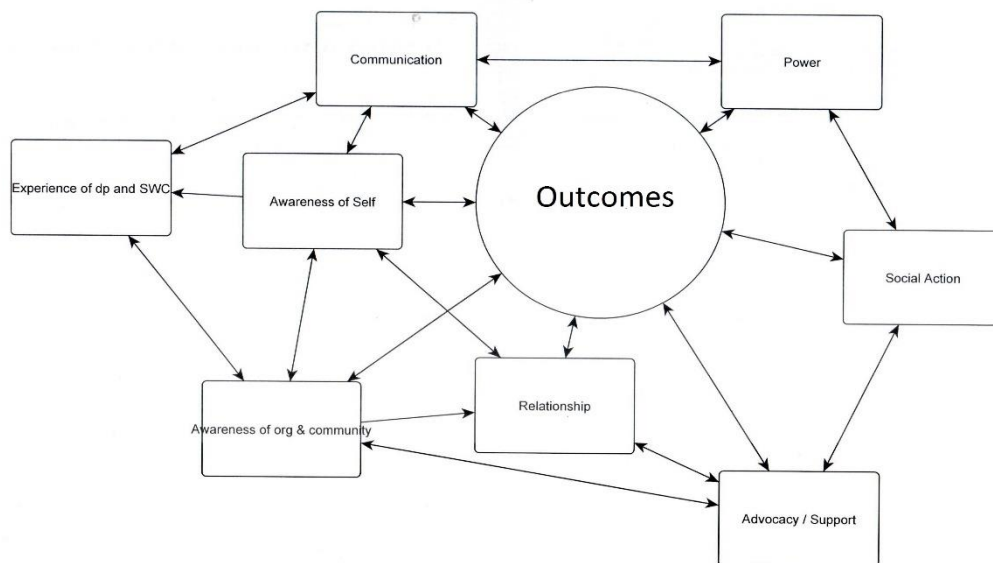 Communication
Power
Experience of dp and SWC
Awareness of Self
Outcomes
Social Action
Awareness of org & community
Relationship
Advocacy / Support